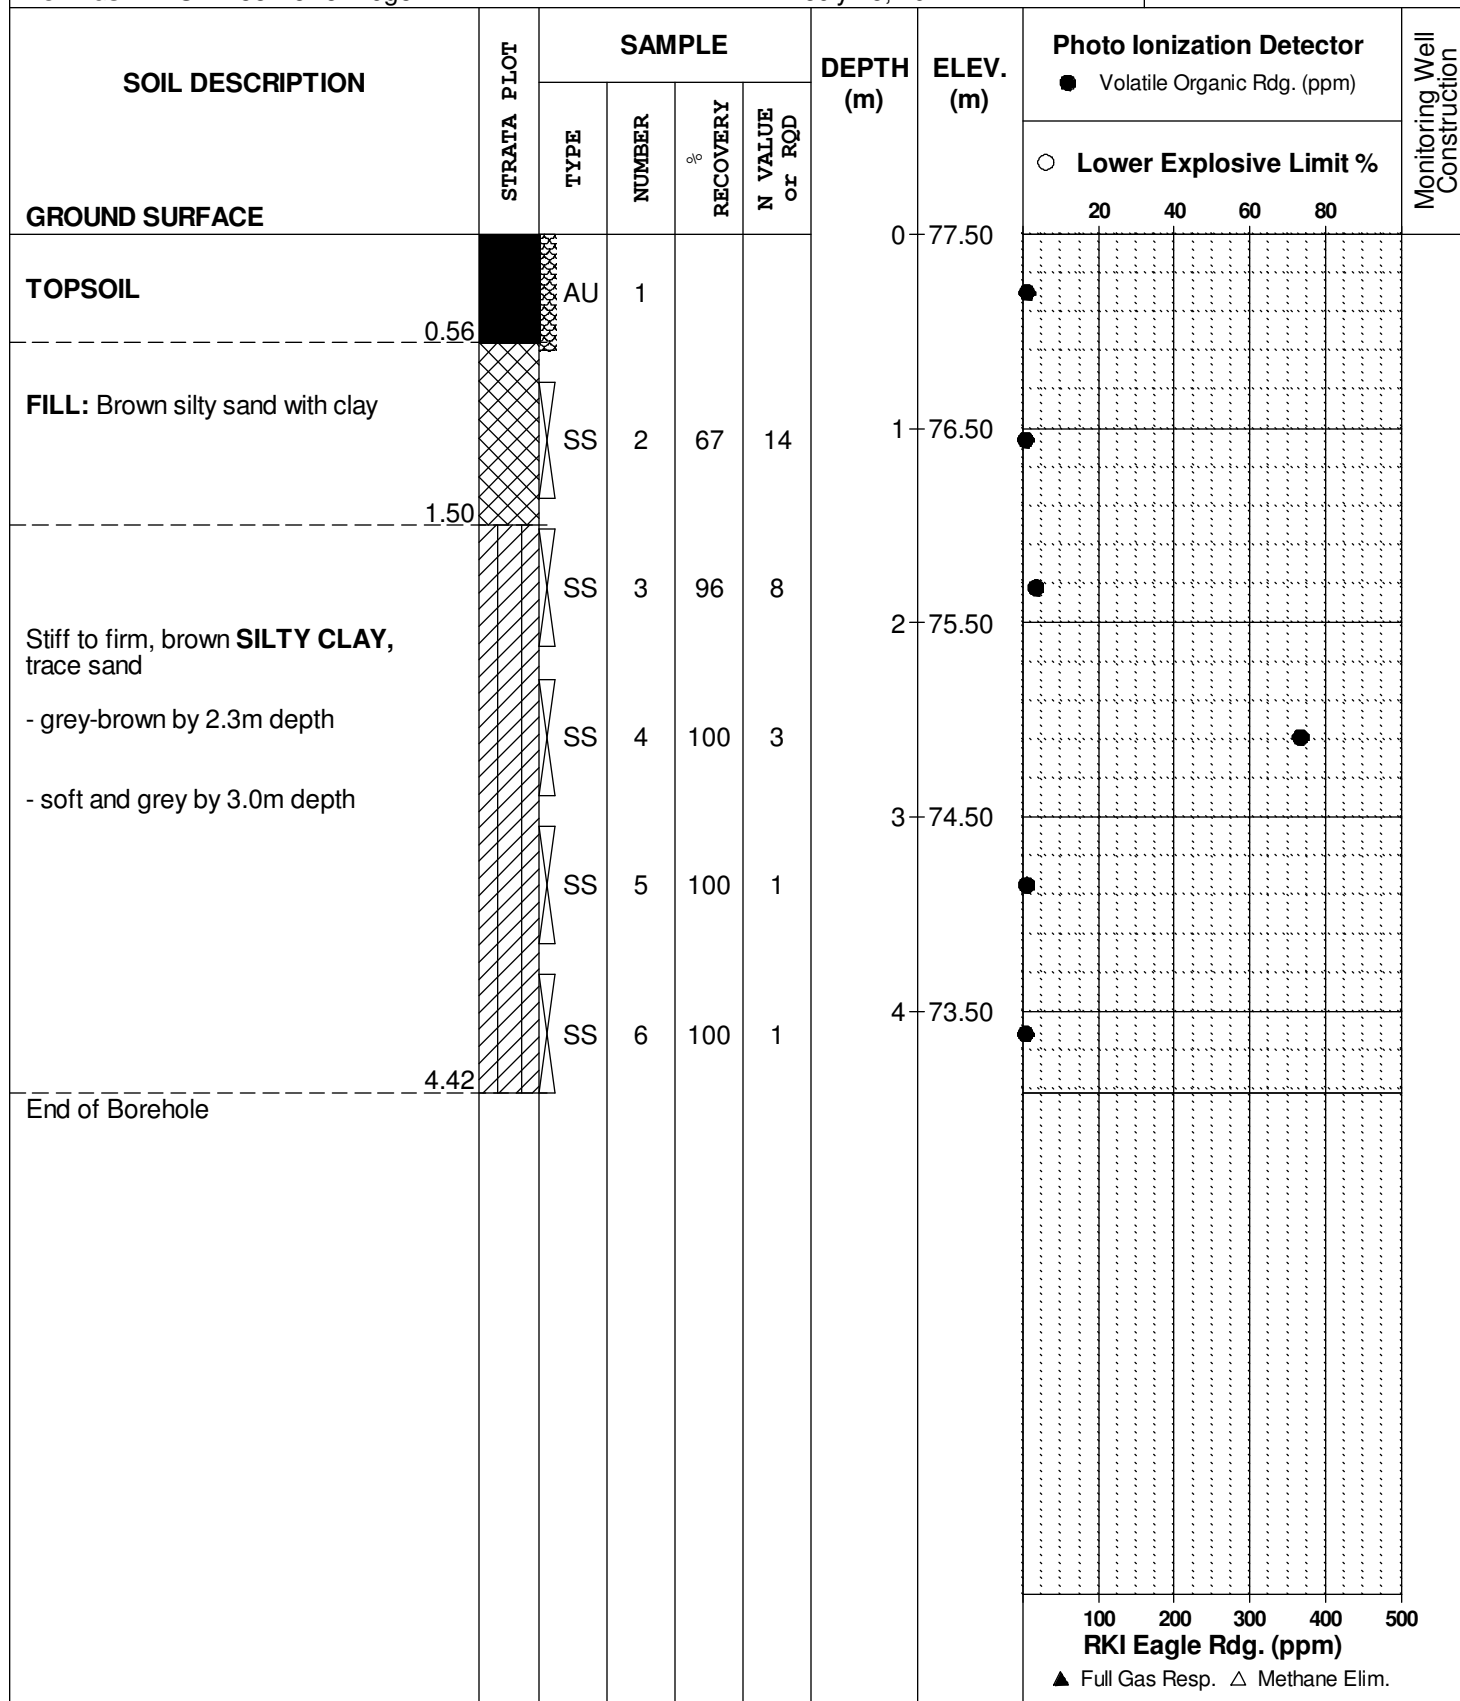 SOIL DESCRIPTION
GROUND SURFACE
STRATA PLOT
SAMPLE
TYPE
NUMBER
%
RECOVERY
N VALUE
or RQD
DEPTH
(m)
ELEV.
(m)
Photo Ionization Detector
● Volatile Organic Rdg. (ppm)
○ Lower Explosive Limit %
20 40 60 80
Monitoring Well
Construction
0 77.50
TOPSOIL
AU 1
0.56
FILL: Brown silty sand with clay
1 76.50
SS 2 67 14
1.50
SS 3 96 8
2 75.50
Stiff to firm, brown SILTY CLAY,
trace sand
- grey-brown by 2.3m depth
SS 4 100 3
- soft and grey by 3.0m depth
3 74.50
SS 5 100 1
4 73.50
SS 6 100 1
4.42
End of Borehole
100 200 300 400 500
RKI Eagle Rdg. (ppm)
▲ Full Gas Resp. △ Methane Elim.